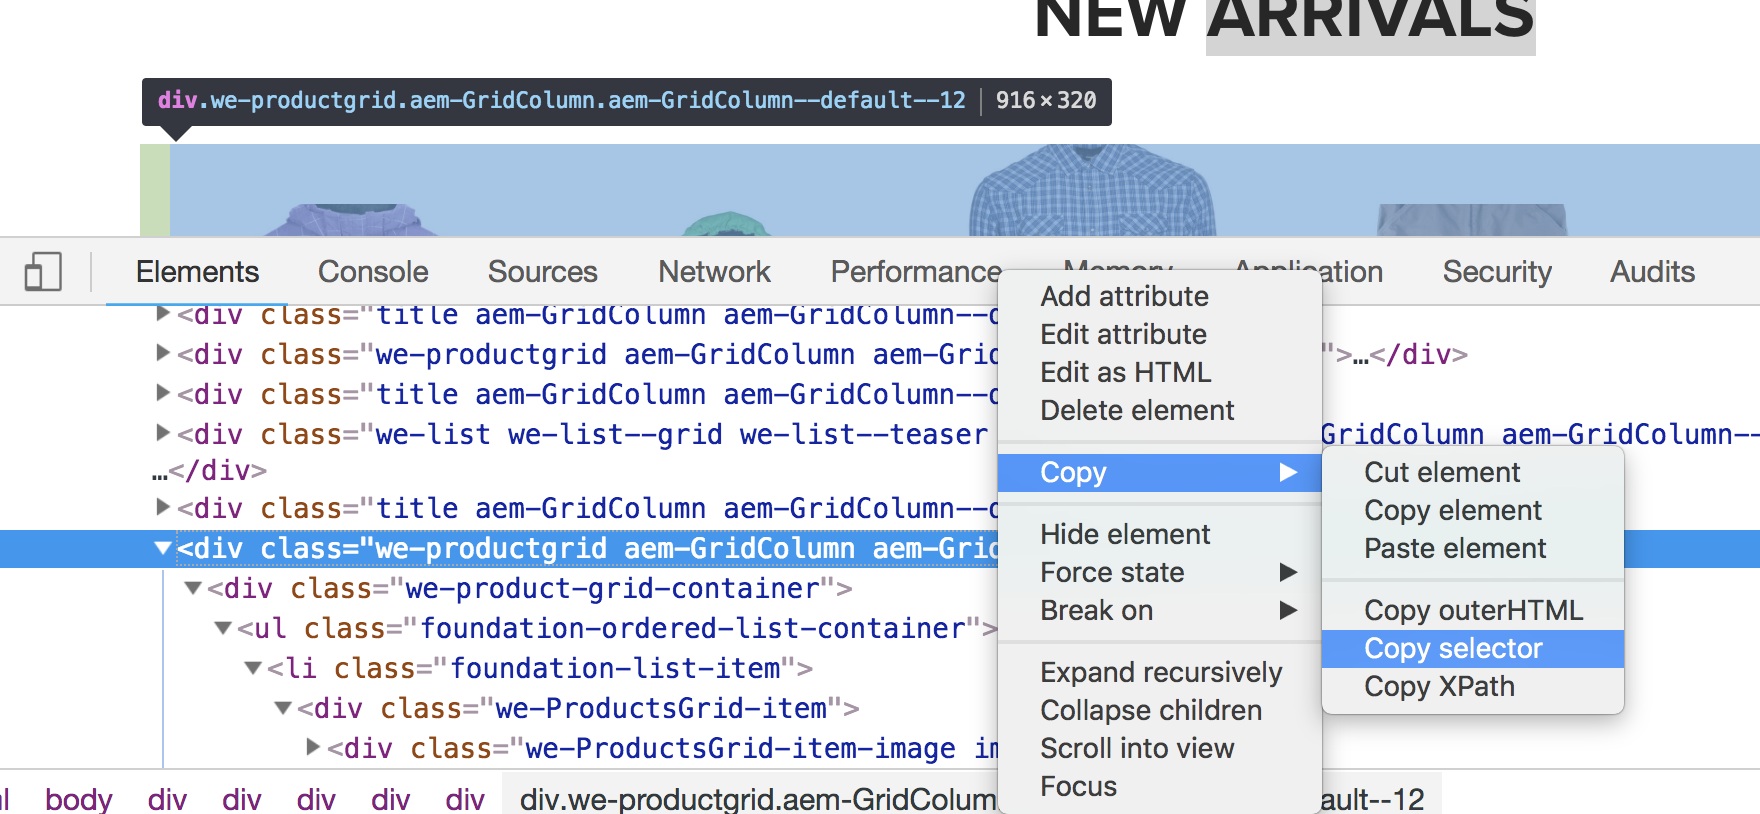 NEW ARRIVALS
div.we-productgrid.aem-GridColumn.aem-GridColumn--default--12 916×320
Elements Console Sources Network Performance Memory Application Security Audits
▶<div class="title aem-GridColumn aem-GridColumn--d
▶<div class="we-productgrid aem-GridColumn aem-Grid ">…</div>
▶<div class="title aem-GridColumn aem-GridColumn--d
▶<div class="we-list we-list--grid we-list--teaser GridColumn aem-GridColumn--
…</div>
▶<div class="title aem-GridColumn aem-GridColumn--d
▼<div class="we-productgrid aem-GridColumn aem-Grid
▼<div class="we-product-grid-container">
▼<ul class="foundation-ordered-list-container">
▼<li class="foundation-list-item">
▼<div class="we-ProductsGrid-item">
▶<div class="we-ProductsGrid-item-image im
Add attribute
Edit attribute
Edit as HTML
Delete element
Copy ▶
Hide element
Force state ▶
Break on ▶
Expand recursively
Collapse children
Scroll into view
Focus
Cut element
Copy element
Paste element
Copy outerHTML
Copy selector
Copy XPath
l body div div div div div div.we-productgrid.aem-GridColum ault--12